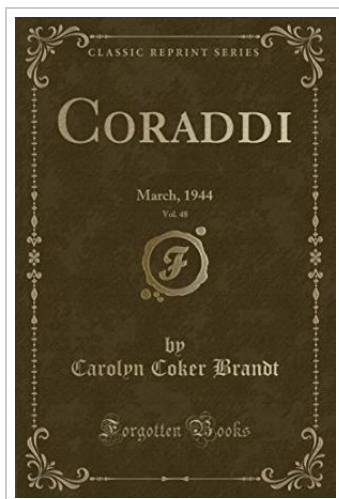 CLASSIC REPRINT SERIES
CORADDI
March, 1944
Vol. 48
F
by
Carolyn Coker Brandt
Forgotten Books